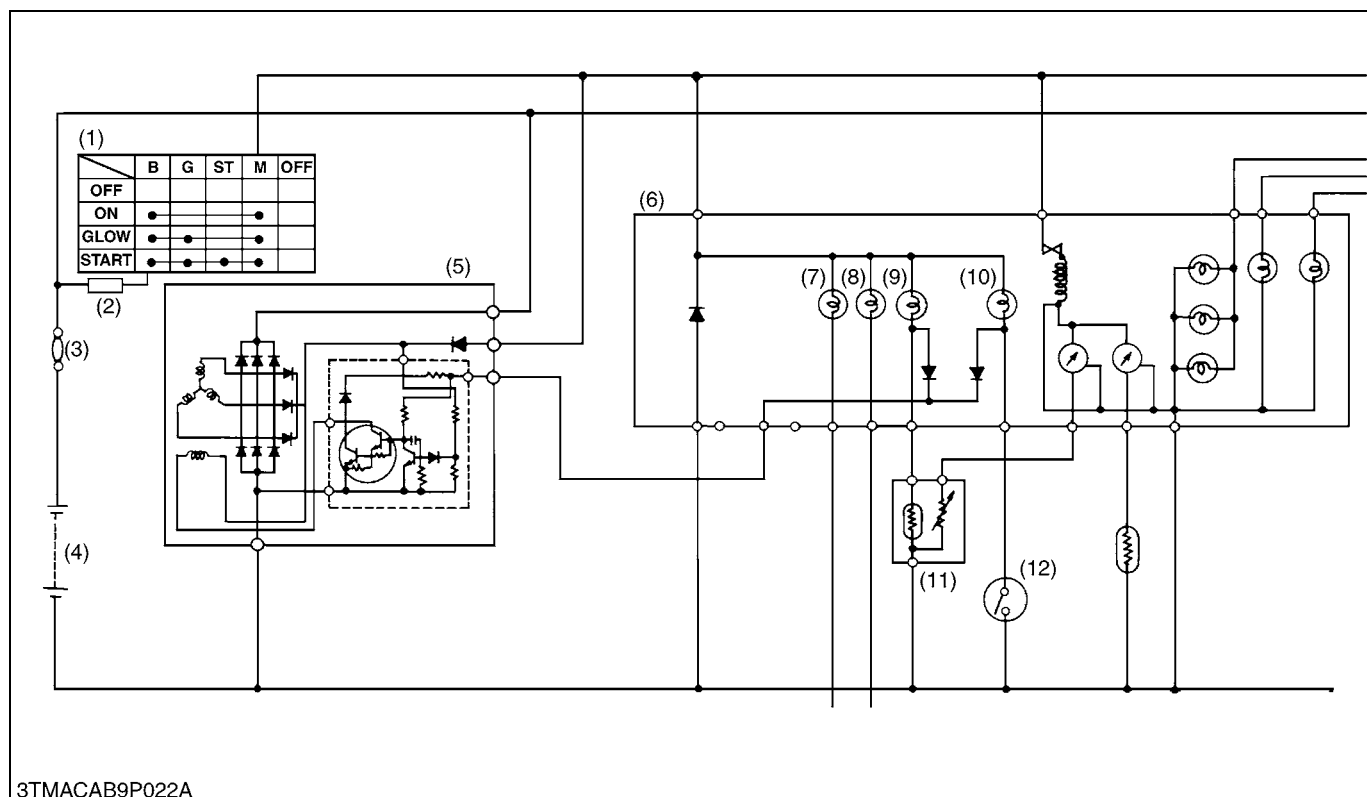 (1)
B G ST M OFF
OFF
ON
GLOW
START
(2)
(3)
(4)
(5)
(6)
(7) (8) (9) (10)
(11)
(12)
3TMACAB9P022A